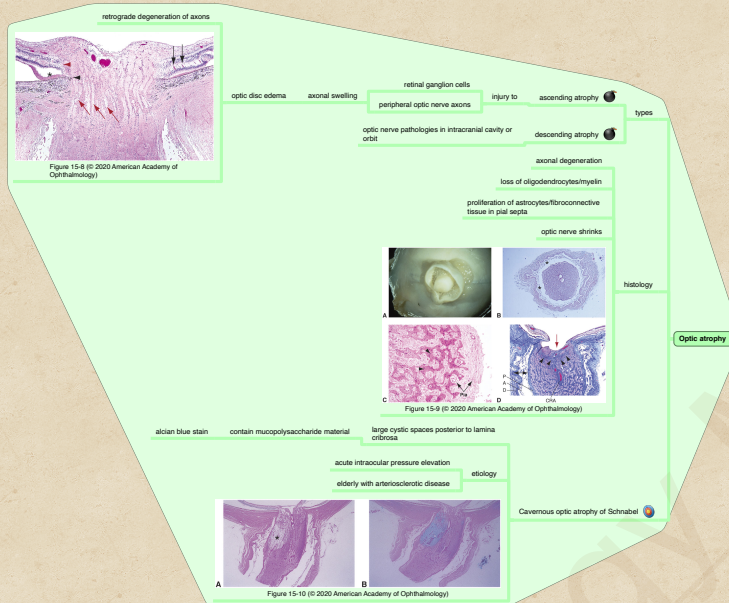 retrograde degeneration of axons
Figure 15-8 (© 2020 American Academy of
Ophthalmology)
optic disc edema
axonal swelling
retinal ganglion cells
peripheral optic nerve axons
injury to
ascending atrophy
optic nerve pathologies in intracranial cavity or
orbit
descending atrophy
types
axonal degeneration
loss of oligodendrocytes/myelin
proliferation of astrocytes/fibroconnective
tissue in pial septa
optic nerve shrinks
A
B
C
Pia
D
P
A
D
CRA
Figure 15-9 (© 2020 American Academy of Ophthalmology)
histology
Optic atrophy
alcian blue stain
contain mucopolysaccharide material
large cystic spaces posterior to lamina
cribrosa
acute intraocular pressure elevation
elderly with arteriosclerotic disease
etiology
Cavernous optic atrophy of Schnabel
A
B
Figure 15-10 (© 2020 American Academy of Ophthalmology)